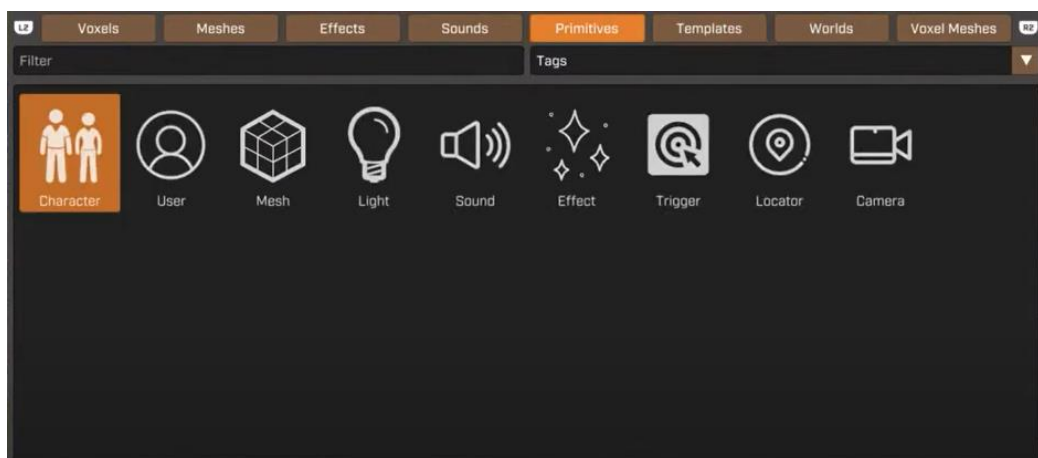 L2 Voxels Meshes Effects Sounds Primitives Templates Worlds Voxel Meshes R2
Filter Tags
Character User Mesh Light Sound Effect Trigger Locator Camera